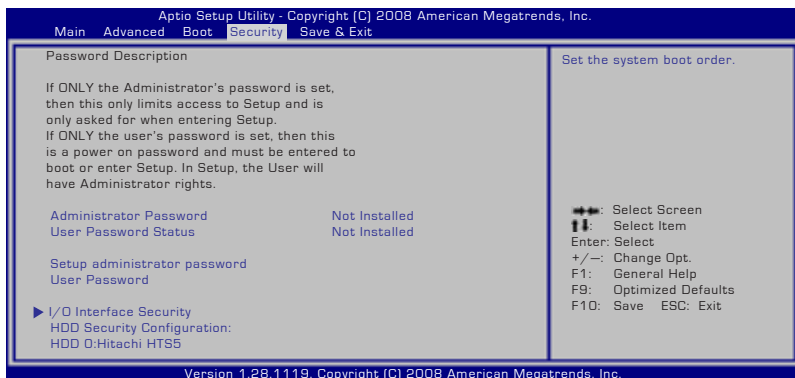 Aptio Setup Utility - Copyright (C) 2008 American Megatrends, Inc.
Main Advanced Boot Security Save & Exit
Password Description
If ONLY the Administrator's password is set,
then this only limits access to Setup and is
only asked for when entering Setup.
If ONLY the user's password is set, then this
is a power on password and must be entered to
boot or enter Setup. In Setup, the User will
have Administrator rights.
Administrator Password Not Installed
User Password Status Not Installed
Setup administrator password
User Password
I/O Interface Security
HDD Security Configuration:
HDD 0:Hitachi HTS5
Set the system boot order.
: Select Screen
: Select Item
Enter: Select
+/—: Change Opt.
F1: General Help
F9: Optimized Defaults
F10: Save ESC: Exit
Version 1.28.1119. Copyright (C) 2008 American Megatrends, Inc.